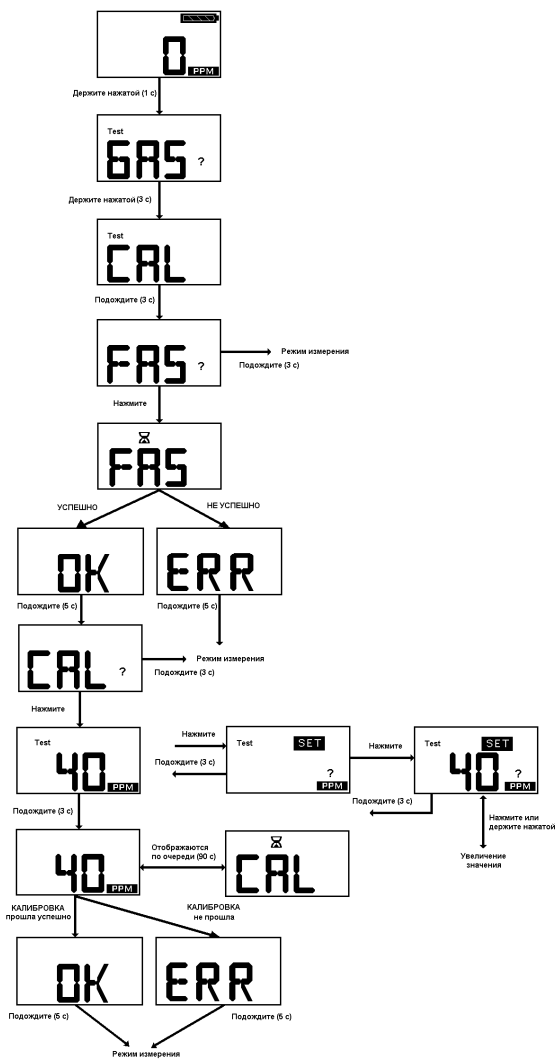 0
PPM
Держите нажатой (1 с)
Test
GAS ?
Держите нажатой (3 с)
Test
CAL
Подождите (3 с)
FAS ?
Режим измерения
Подождите (3 с)
Нажмите
FAS
УСПЕШНО
НЕ УСПЕШНО
OK
ERR
Подождите (5 с)
Подождите (5 с)
CAL ?
Режим измерения
Подождите (3 с)
Нажмите
Test
40
PPM
Нажмите
Подождите (3 с)
Test SET
?
PPM
Нажмите
Test SET
40 ?
PPM
Подождите (3 с)
Подождите (3 с)
Нажмите или
держите нажатой
Увеличение
значения
40
PPM
Отображаются
по очереди (90 с)
CAL
КАЛИБРОВКА
прошла успешно
КАЛИБРОВКА
не прошла
OK
ERR
Подождите (5 с)
Подождите (5 с)
Режим измерения